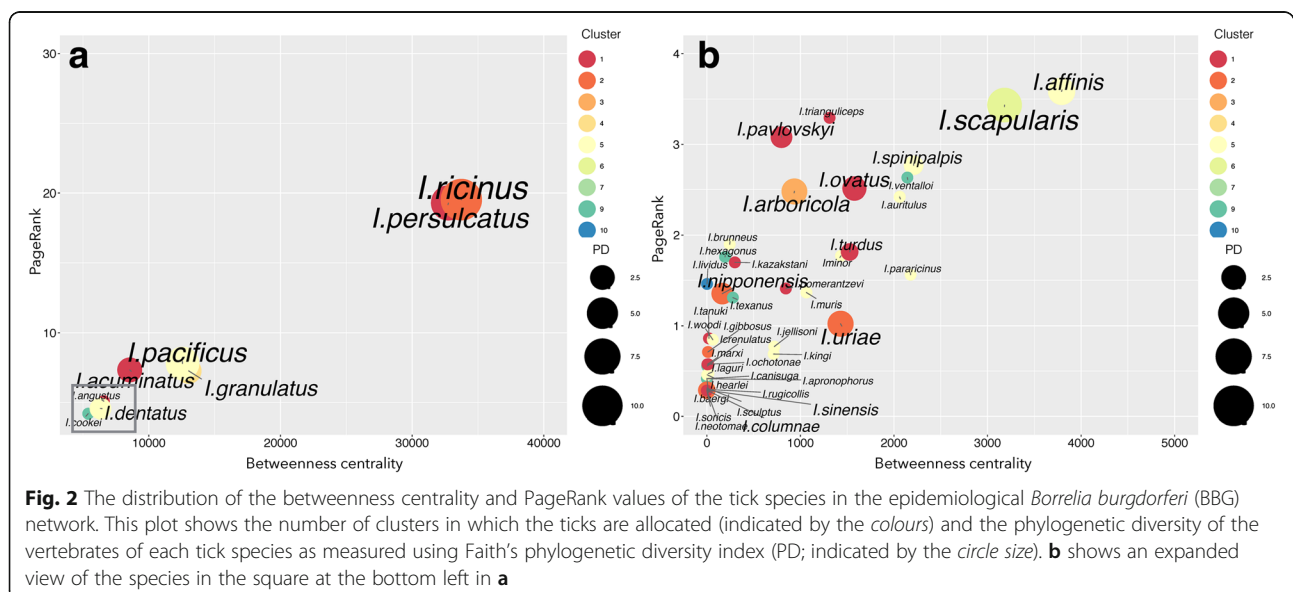 a
30
20
10
PageRank
I.ricinus
I.persulcatus
I.pacificus
I.acuminatus
I.granulatus
I.angustus
I.dentatus
I.cookei
10000 20000 30000 40000
Betweenness centrality
Cluster
1
2
3
4
5
6
7
9
10
PD
2.5
5.0
7.5
10.0
b
4
3
2
1
0
PageRank
I.affinis
I.scapularis
I.trianguliceps
I.pavlovskyi
I.spinipalpis
I.ovatus
I.ventalloi
I.arboricola
I.auritulus
I.brunneus
I.turdus
I.hexagonus
I.lividus
I.kazakstani
Iminor
I.pararicinus
I.nipponensis
I.pomerantzevi
I.texanus
I.muris
I.tanuki
I.woodi
I.gibbosus
I.jellisoni
I.uriae
I.crenulatus
I.marxi
I.kingi
I.ochotonae
I.laguri
I.canisuga
I.apronophorus
I.hearlei
I.rugicollis
I.baergi
I.sinensis
I.sculptus
I.soricis
I.neotomae
I.columnae
0 1000 2000 3000 4000 5000
Betweenness centrality
Cluster
1
2
3
4
5
6
7
9
10
PD
2.5
5.0
7.5
10.0
Fig. 2 The distribution of the betweenness centrality and PageRank values of the tick species in the epidemiological Borrelia burgdorferi (BBG)
network. This plot shows the number of clusters in which the ticks are allocated (indicated by the colours) and the phylogenetic diversity of the
vertebrates of each tick species as measured using Faith's phylogenetic diversity index (PD; indicated by the circle size). b shows an expanded
view of the species in the square at the bottom left in a